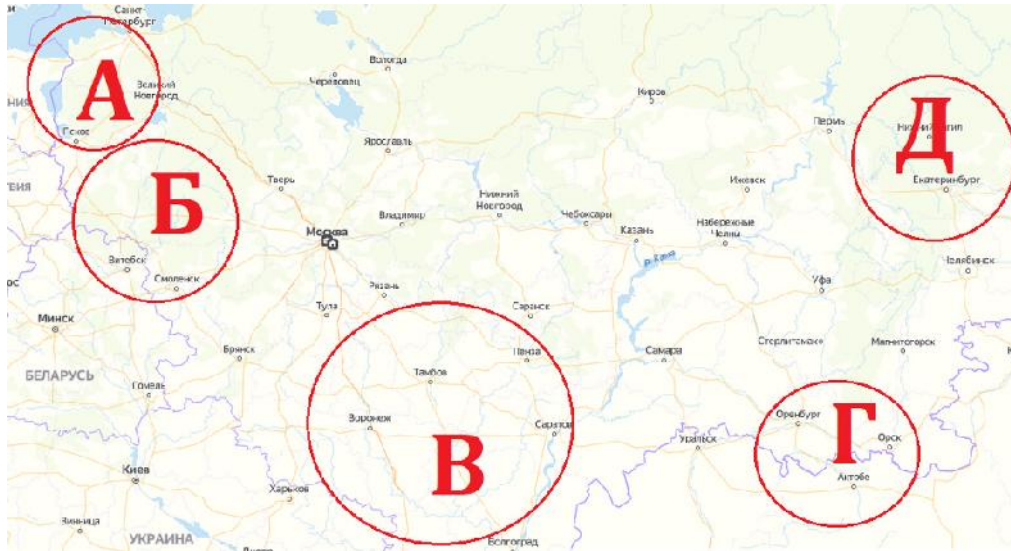 Санкт-
Петербург
Вологда
Череповец
А
Великий
Новгород
Киров
Пермь
Нижний Тагил
Д
Псков
Ярославль
Екатеринбург
Тверь
Ижевск
Б
Нижний
Новгород
Чебоксары
Набережные
Челны
Владимир
Казань
Москва
р Кама
Витебск
Смоленск
Челябинск
Рязань
Уфа
Тула
Саранск
Минск
Стерлитамак
Магнитогорск
Брянск
Пенза
Самара
БЕЛАРУСЬ
Тамбов
Гомель
Воронеж
Саратов
Оренбург
Г
Орск
Уральск
В
Киев
Актобе
Харьков
Винница
УКРАИНА
Волгоград